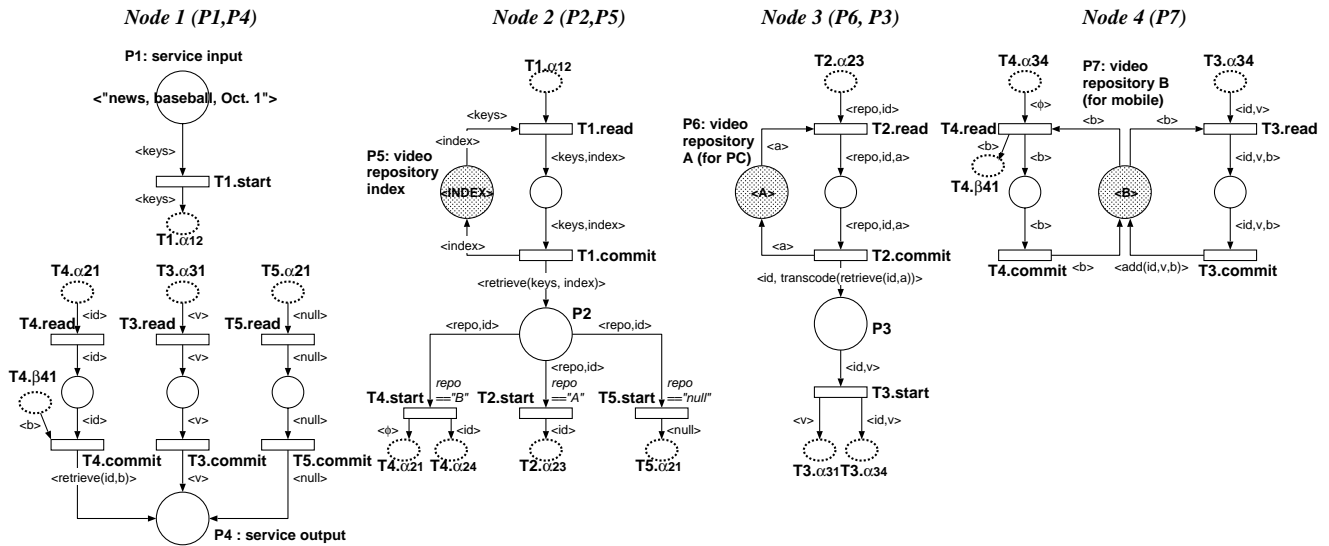 Node 1 (P1,P4)
P1: service input
<"news, baseball, Oct. 1">
<keys>
T1.start
<keys>
T1.α12
T4.α21
T3.α31
T5.α21
<id>
<v>
<null>
T4.read
T3.read
T5.read
<id>
<v>
<null>
T4.β41
<b>
<id>
<v>
<null>
T4.commit
T3.commit
T5.commit
<retrieve(id,b)>
<v>
<null>
P4 : service output
Node 2 (P2,P5)
T1.α12
<keys>
T1.read
<index>
<keys,index>
P5: video
repository
index
<INDEX>
<keys,index>
<index>
T1.commit
<retrieve(keys, index)>
P2
<repo,id>
<repo,id>
<repo,id>
T4.start
repo
=="B"
T2.start
repo
=="A"
T5.start
repo
=="null"
<ϕ>
<id>
<id>
<null>
T4.α21
T4.α24
T2.α23
T5.α21
Node 3 (P6, P3)
T2.α23
<repo,id>
T2.read
<a>
<repo,id,a>
P6: video
repository
A (for PC)
<A>
<repo,id,a>
<a>
T2.commit
<id, transcode(retrieve(id,a))>
P3
<id,v>
T3.start
<v>
<id,v>
T3.α31
T3.α34
Node 4 (P7)
T4.α34
P7: video
repository B
(for mobile)
T3.α34
<ϕ>
<id,v>
T4.read
<b>
<b>
T3.read
<b>
<b>
<id,v,b>
T4.β41
<B>
<b>
<id,v,b>
T4.commit
<b>
<add(id,v,b)>
T3.commit